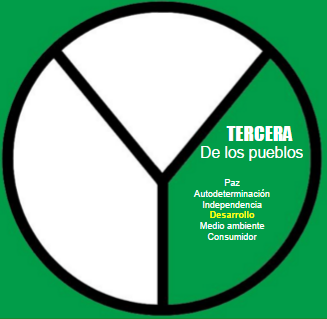 TERCERA
De los pueblos
Paz
Autodeterminación
Independencia
Desarrollo
Medio ambiente
Consumidor